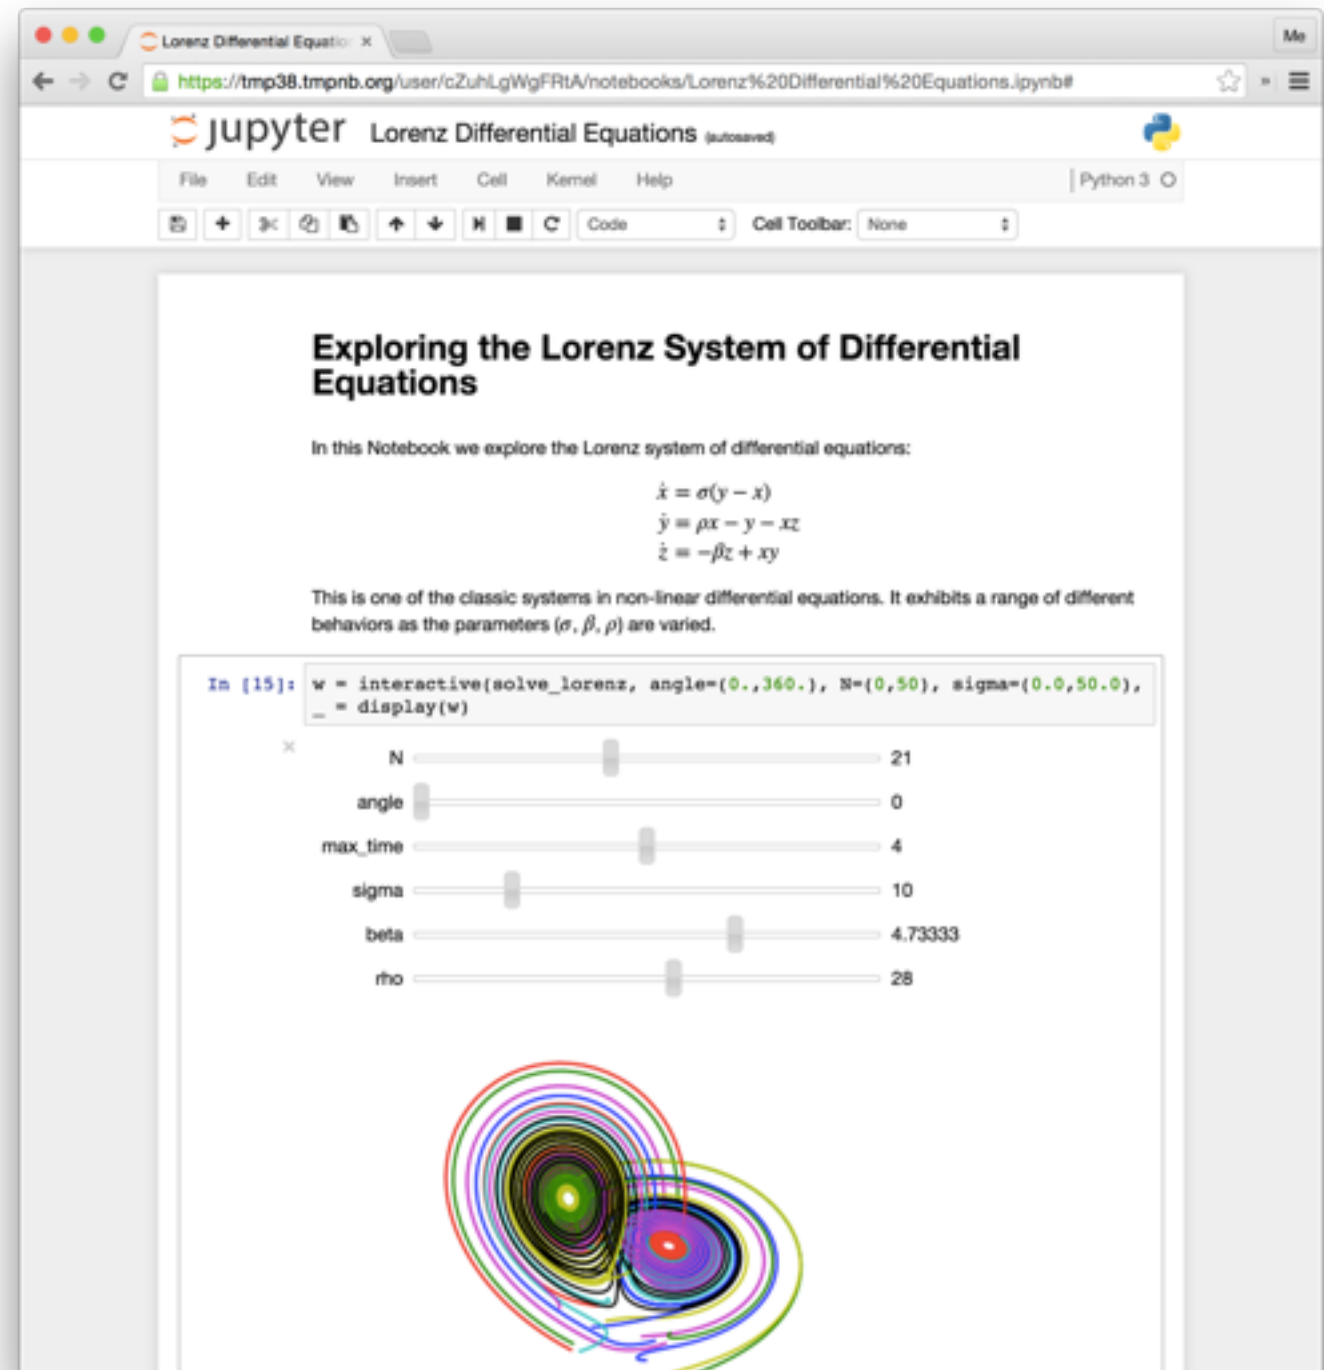 Lorenz Differential Equatio ×
Me
https://tmp38.tmpnb.org/user/cZuhLgWgFRtA/notebooks/Lorenz%20Differential%20Equations.ipynb#
jupyter Lorenz Differential Equations (autosaved)
File Edit View Insert Cell Kernel Help Python 3
Code Cell Toolbar: None
Exploring the Lorenz System of Differential
Equations
In this Notebook we explore the Lorenz system of differential equations:
ẋ = σ(y − x)
ẏ = ρx − y − xz
ż = −βz + xy
This is one of the classic systems in non-linear differential equations. It exhibits a range of different
behaviors as the parameters (σ, β, ρ) are varied.
In [15]: w = interactive(solve_lorenz, angle=(0.,360.), N=(0,50), sigma=(0.0,50.0),
_ = display(w)
N 21
angle 0
max_time 4
sigma 10
beta 4.73333
rho 28